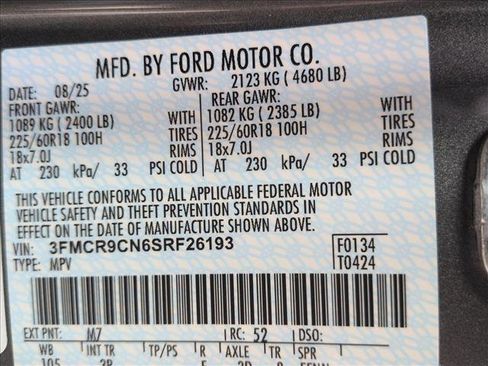 MFD. BY FORD MOTOR CO.
DATE: 08/25 GVWR: 2123 KG ( 4680 LB)
FRONT GAWR: REAR GAWR:
1089 KG ( 2400 LB) WITH 1082 KG ( 2385 LB) WITH
225/60R18 100H TIRES 225/60R18 100H TIRES
18x7.0J RIMS 18x7.0J RIMS
AT 230 kPa/ 33 PSI COLD AT 230 kPa/ 33 PSI COLD
THIS VEHICLE CONFORMS TO ALL APPLICABLE FEDERAL MOTOR
VEHICLE SAFETY AND THEFT PREVENTION STANDARDS IN
EFFECT ON THE DATE OF MANUFACTURE SHOWN ABOVE.
VIN: 3FMCR9CN6SRF26193 F0134
TYPE: MPV T0424
EXT PNT: M7 RC: 52 DSO:
WB INT TR TP/PS R AXLE TR SPR
105